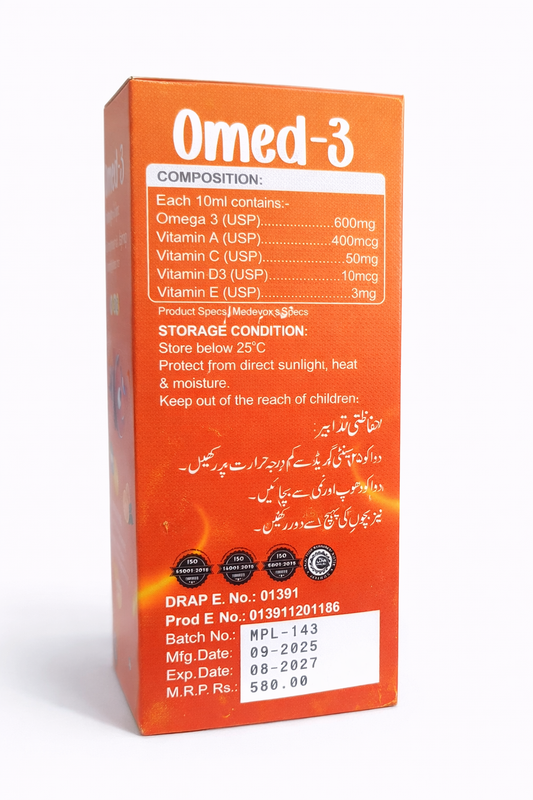 Omed-3
COMPOSITION:
Each 10ml contains:-
Omega 3 (USP)....................600mg
Vitamin A (USP)...................400mcg
Vitamin C (USP)......................50mg
Vitamin D3 (USP)...................10mcg
Vitamin E (USP)........................3mg
Product Specs: Medevox's Specs
STORAGE CONDITION:
Store below 25°C
Protect from direct sunlight, heat
& moisture.
Keep out of the reach of children:
حفاظتی تدابیر:
دوا کو ۲۵ سینٹی گریڈ سے کم درجہ حرارت پر رکھیں۔
دوا کو دھوپ اور نمی سے بچائیں۔
نیز بچوں کی پہنچ سے دور رکھیں۔
ISO ISO ISO
DRAP E. No.: 01391
Prod E No.: 013911201186
Batch No.: MPL-143
Mfg.Date: 09-2025
Exp.Date: 08-2027
M.R.P Rs.: 580.00